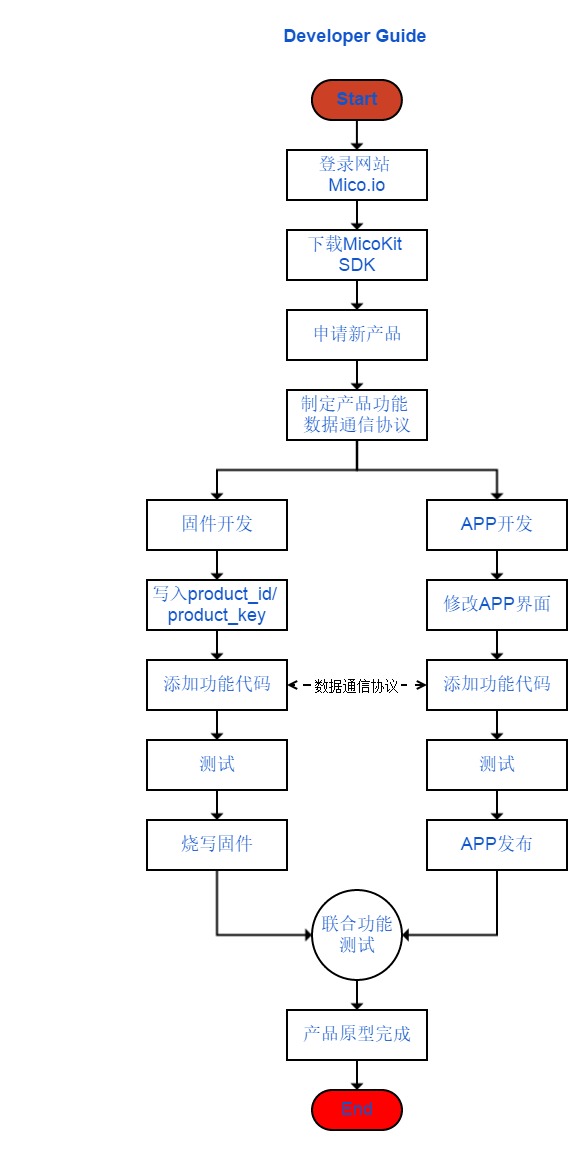 Developer Guide
Start
登录网站
Mico.io
下载MicoKit
SDK
申请新产品
制定产品功能
数据通信协议
固件开发
APP开发
写入product_id/
product_key
修改APP界面
添加功能代码
数据通信协议
添加功能代码
测试
测试
烧写固件
APP发布
联合功能
测试
产品原型完成
End